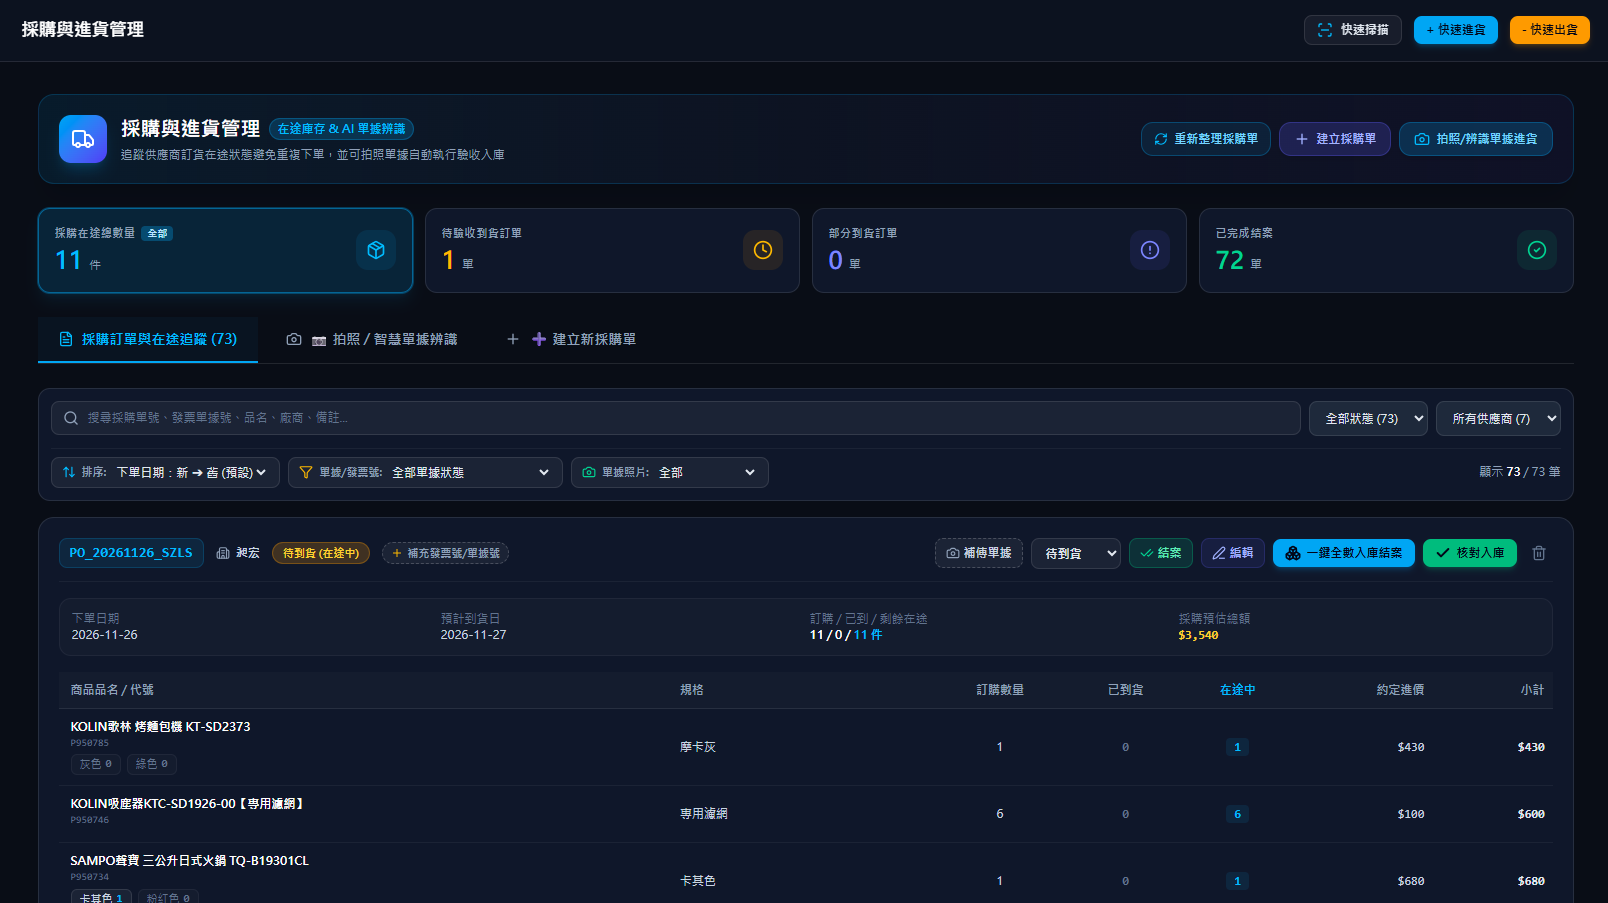 採購與進貨管理
快速掃描
+ 快速進貨
- 快速出貨
採購與進貨管理
在途庫存 & AI 單據辨識
追蹤供應商訂貨在途狀態避免重複下單，並可拍照單據自動執行驗收入庫
重新整理採購單
建立採購單
拍照/辨識單據進貨
採購在途總數量 全部
11 件
待驗收到貨訂單
1 單
部分到貨訂單
0 單
已完成結案
72 單
採購訂單與在途追蹤 (73)
📷 拍照 / 智慧單據辨識
➕ 建立新採購單
搜尋採購單號、發票單據號、品名、廠商、備註...
全部狀態 (73)
所有供應商 (7)
排序: 下單日期：新 ➔ 舊 (預設)
單據/發票號: 全部單據狀態
單據照片: 全部
顯示 73 / 73 筆
PO_20261126_SZLS
昶宏
待到貨 (在途中)
+ 補充發票號/單據號
補傳單據
待到貨
結案
編輯
一鍵全數入庫結案
核對入庫
下單日期
2026-11-26
預計到貨日
2026-11-27
訂購 / 已到 / 剩餘在途
11 / 0 / 11 件
採購預估總額
$3,540
商品品名 / 代號 規格 訂購數量 已到貨 在途中 約定進價 小計
KOLIN歌林 烤麵包機 KT-SD2373
P950785
灰色 0 綠色 0
摩卡灰 1 0 1 $430 $430
KOLIN吸塵器KTC-SD1926-00【專用濾網】
P950746
專用濾網 6 0 6 $100 $600
SAMPO聲寶 三公升日式火鍋 TQ-B19301CL
P950734
卡其色 1 粉紅色 0
卡其色 1 0 1 $680 $680